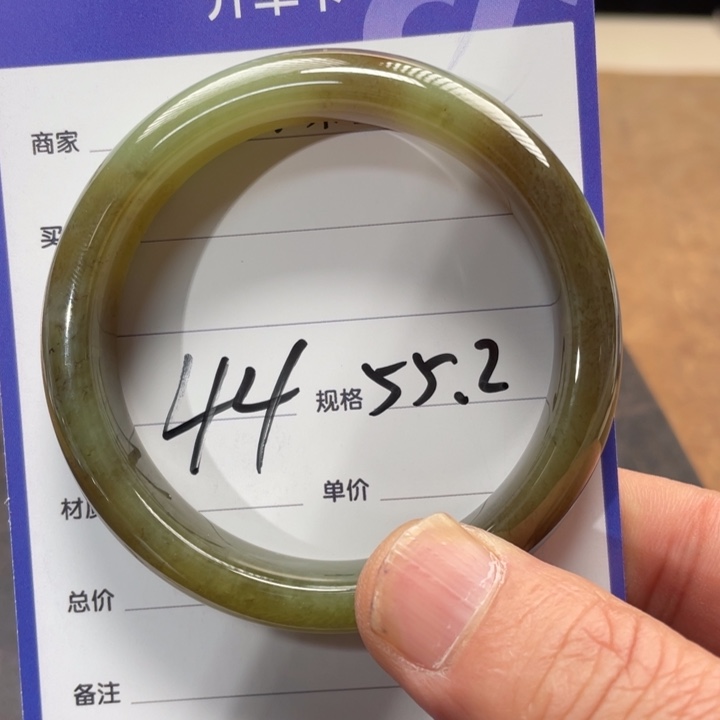 商家
44 规格 55.2
单价
总价
备注